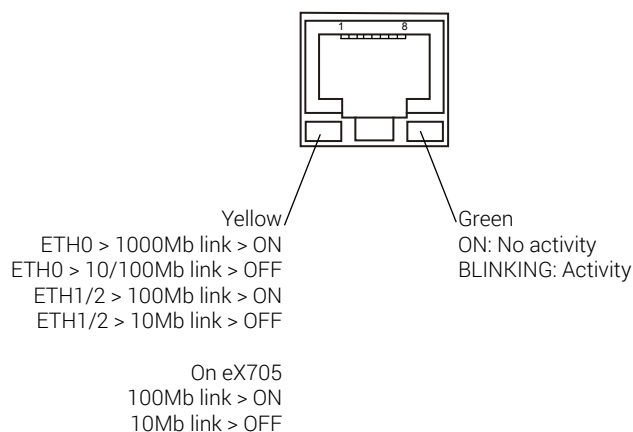 1 8
Yellow
ETH0 > 1000Mb link > ON
ETH0 > 10/100Mb link > OFF
ETH1/2 > 100Mb link > ON
ETH1/2 > 10Mb link > OFF
On eX705
100Mb link > ON
10Mb link > OFF
Green
ON: No activity
BLINKING: Activity